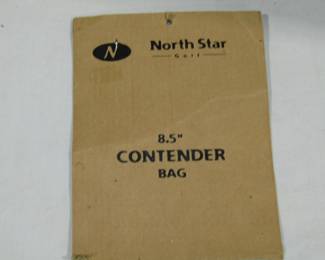 N
North Star
Golf
8.5"
CONTENDER
BAG